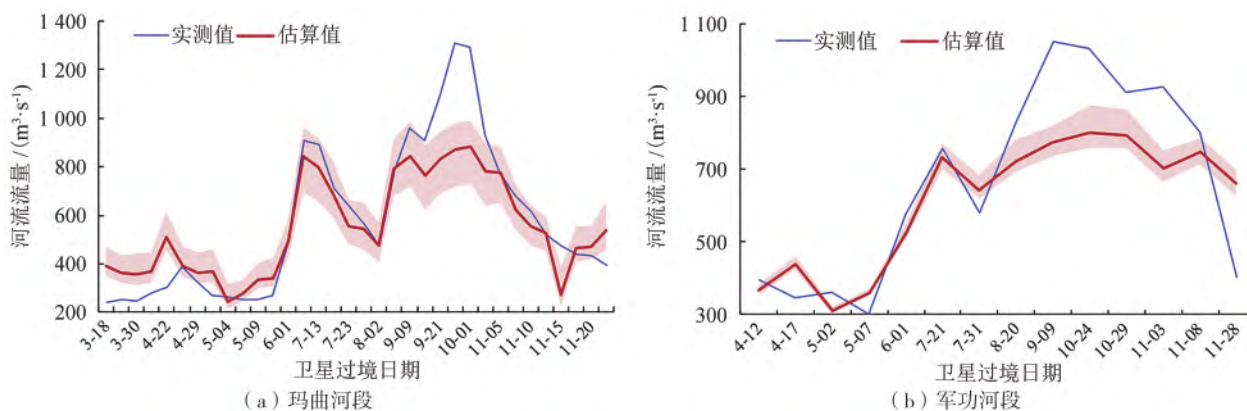 1 400
1 200
1 000
800
600
400
200
河流流量 / (m³·s⁻¹)
实测值 估算值
3-18 3-30 4-22 4-29 5-04 5-09 6-01 7-13 7-23 8-02 9-09 9-21 10-01 11-05 11-10 11-15 11-20
卫星过境日期
(a) 玛曲河段
1 100
900
700
500
300
河流流量 / (m³·s⁻¹)
实测值 估算值
4-12 4-17 5-02 5-07 6-01 7-21 7-31 8-20 9-09 10-24 10-29 11-03 11-08 11-28
卫星过境日期
(b) 军功河段